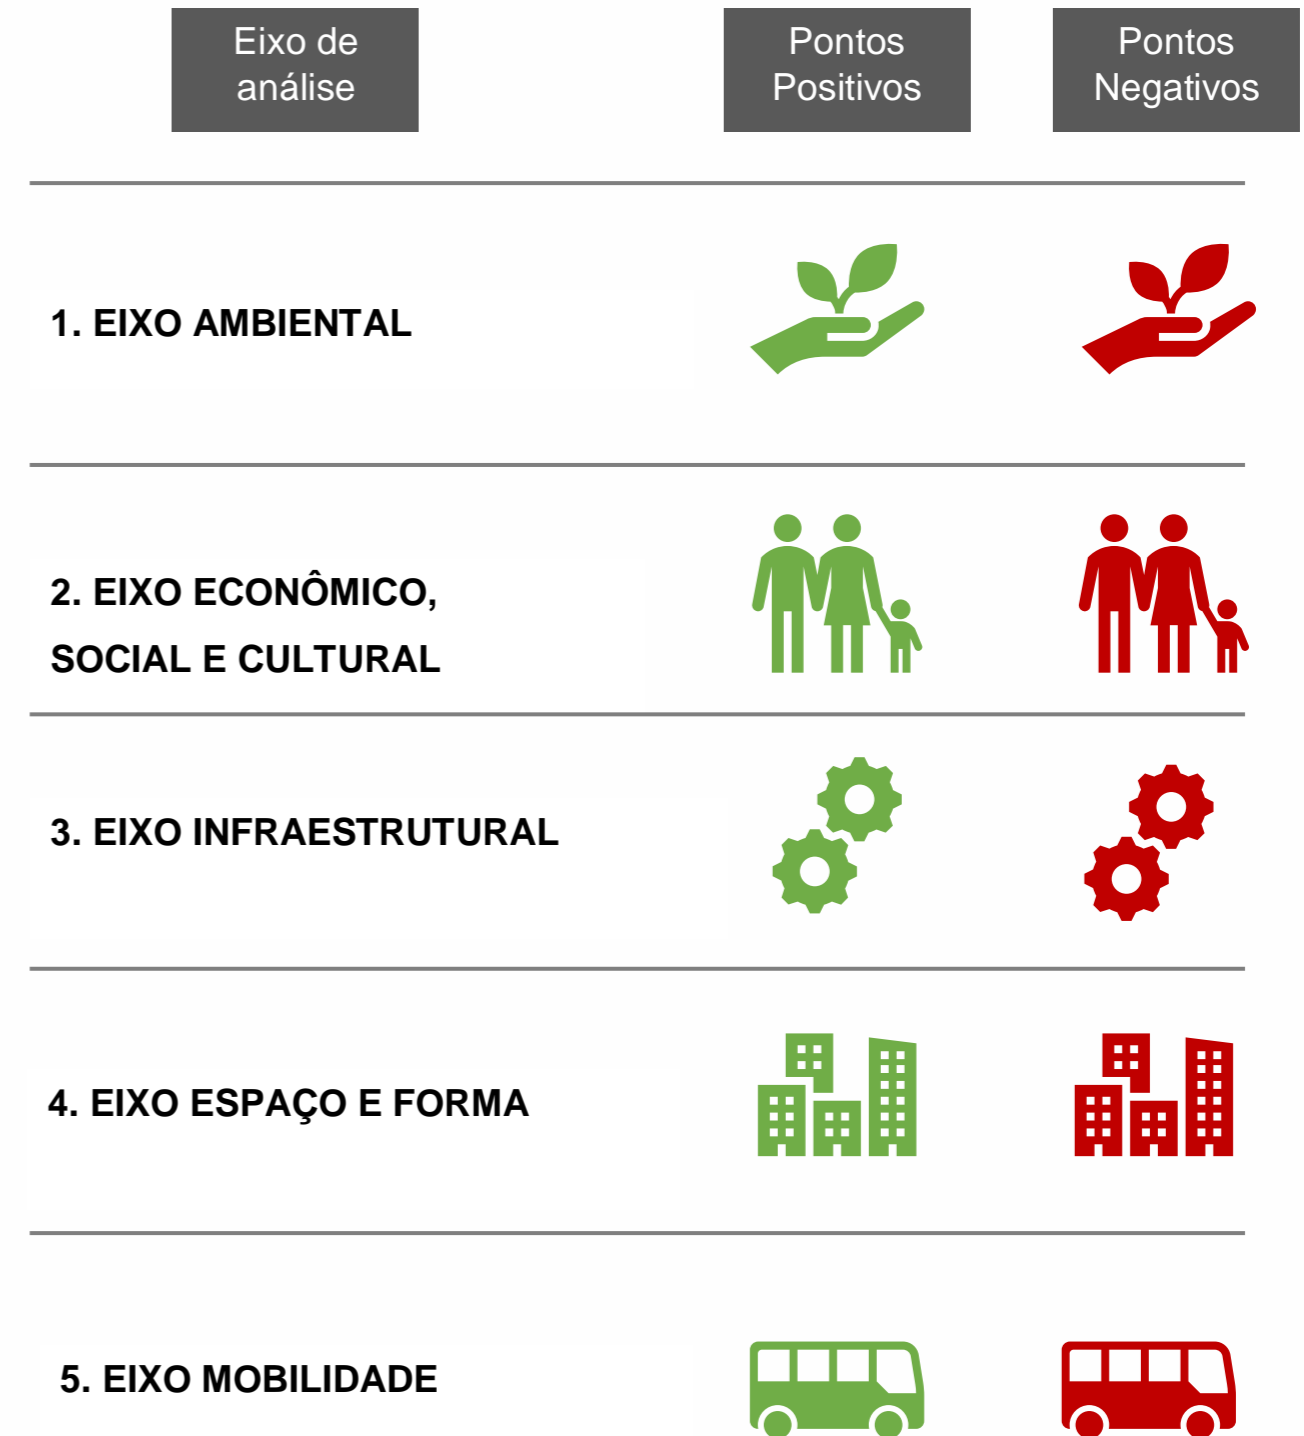 Eixo de
análise
Pontos
Positivos
Pontos
Negativos
1. EIXO AMBIENTAL
2. EIXO ECONÔMICO,
SOCIAL E CULTURAL
3. EIXO INFRAESTRUTURAL
4. EIXO ESPAÇO E FORMA
5. EIXO MOBILIDADE